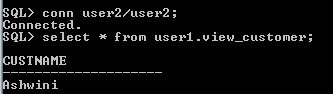 SQL> conn user2/user2;
Connected.
SQL> select * from user1.view_customer;
CUSTNAME
--------------------
Ashwini